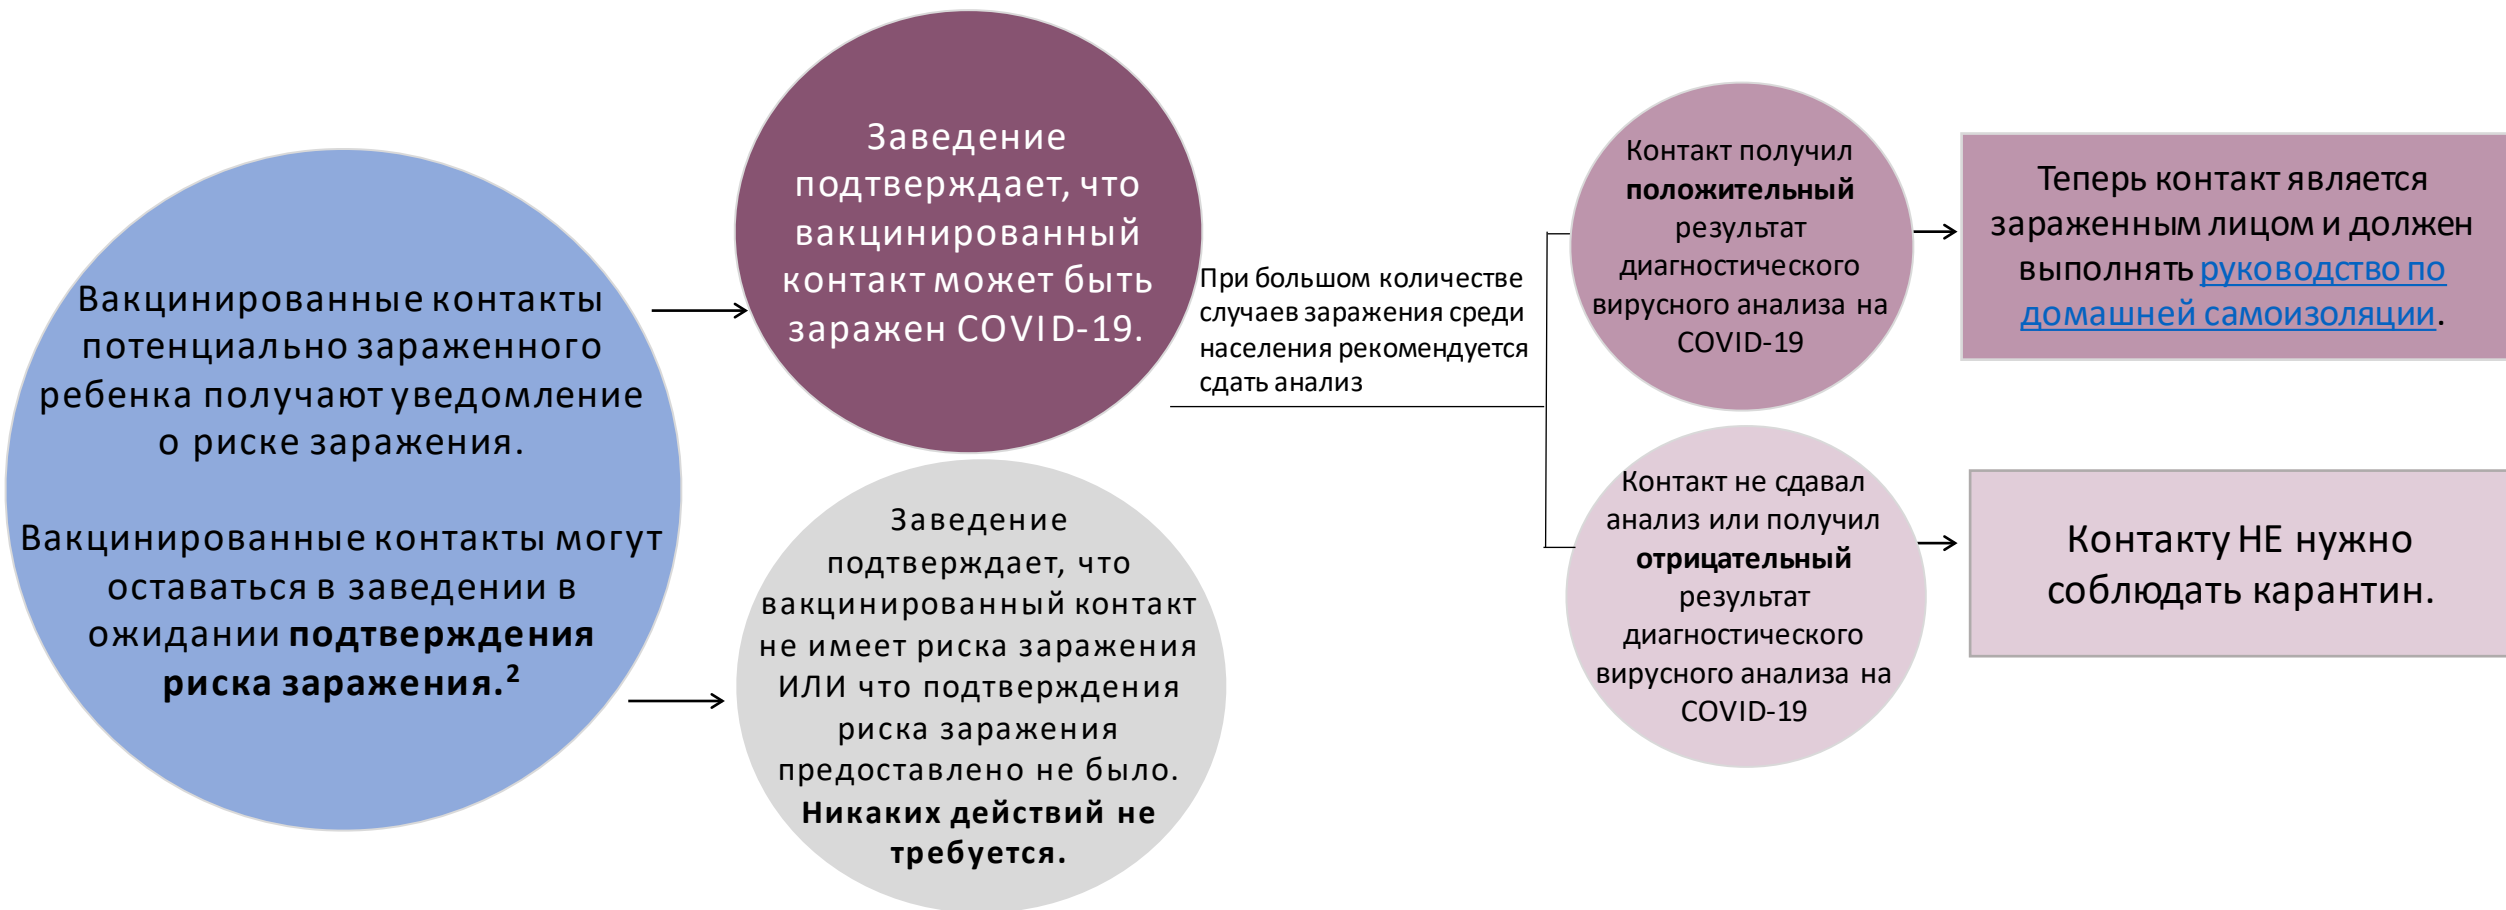 Вакцинированные контакты
потенциально зараженного
ребенка получают уведомление
о риске заражения.
Вакцинированные контакты могут
оставаться в заведении в
ожидании подтверждения
риска заражения.²
Заведение
подтверждает, что
вакцинированный
контакт может быть
заражен COVID-19.
Заведение
подтверждает, что
вакцинированный контакт
не имеет риска заражения
ИЛИ что подтверждения
риска заражения
предоставлено не было.
Никаких действий не
требуется.
При большом количестве
случаев заражения среди
населения рекомендуется
сдать анализ
Контакт получил
положительный
результат
диагностического
вирусного анализа на
COVID-19
Теперь контакт является
зараженным лицом и должен
выполнять руководство по
домашней самоизоляции.
Контакт не сдавал
анализ или получил
отрицательный
результат
диагностического
вирусного анализа на
COVID-19
Контакту НЕ нужно
соблюдать карантин.